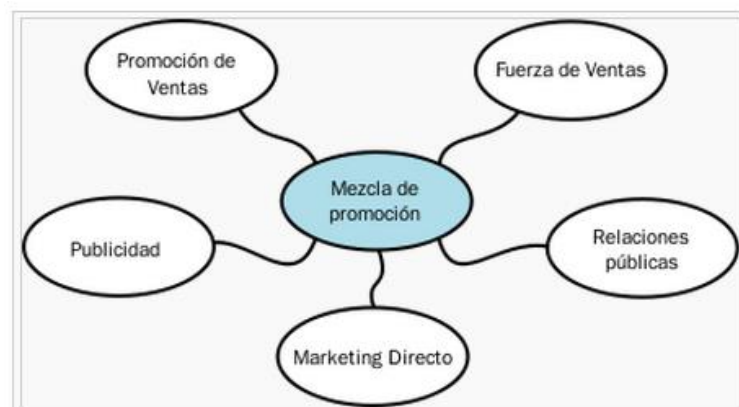 Promoción de
Ventas
Fuerza de Ventas
Mezcla de
promoción
Publicidad
Relaciones
públicas
Marketing Directo